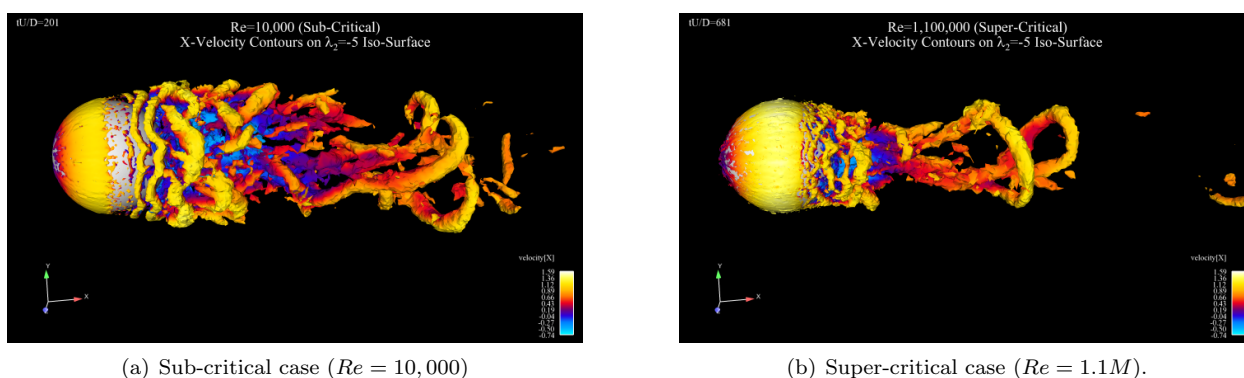 tU/D=201
Re=10,000 (Sub-Critical)
X-Velocity Contours on λ₂=-5 Iso-Surface
velocity[X]
1.59
1.36
1.12
0.89
0.66
0.43
0.19
-0.04
-0.27
-0.50
-0.74
Y
X
(a) Sub-critical case (Re = 10,000)
tU/D=681
Re=1,100,000 (Super-Critical)
X-Velocity Contours on λ₂=-5 Iso-Surface
velocity[X]
1.59
1.36
1.12
0.89
0.66
0.43
0.19
-0.04
-0.27
-0.50
-0.74
Y
X
(b) Super-critical case (Re = 1.1M).